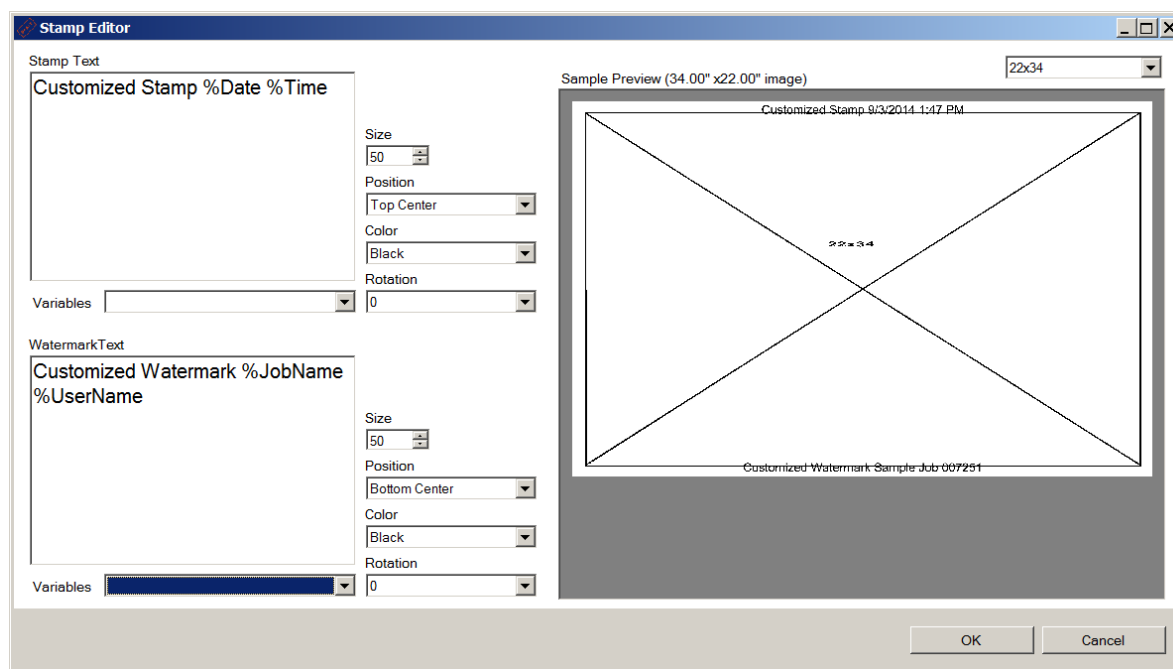 Stamp Editor
Stamp Text
Customized Stamp %Date %Time
Size
50
Position
Top Center
Color
Black
Rotation
Variables
0
WatermarkText
Customized Watermark %JobName
%UserName
Size
50
Position
Bottom Center
Color
Black
Rotation
Variables
0
22x34
Sample Preview (34.00" x22.00" image)
Customized Stamp 9/3/2014 1:47 PM
22x34
Customized Watermark Sample Job 007251
OK
Cancel